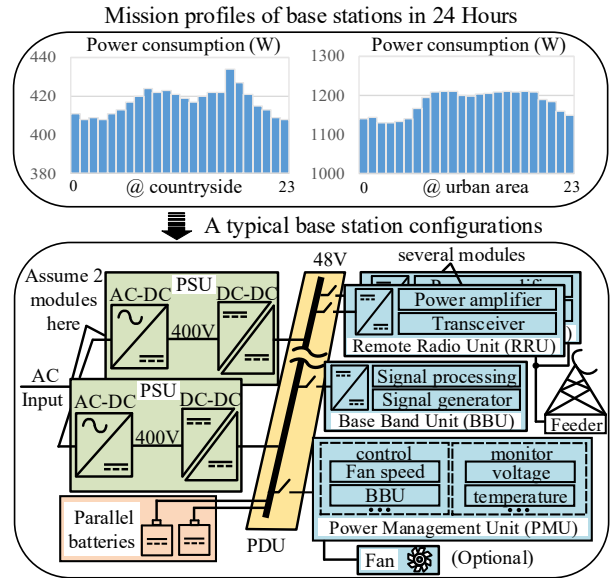 Mission profiles of base stations in 24 Hours
Power consumption (W)
440
420
400
380
0
@ countryside
23
Power consumption (W)
1300
1200
1100
1000
0
@ urban area
23
A typical base station configurations
Assume 2
modules
here
PSU
AC-DC
DC-DC
400V
AC
Input
PSU
AC-DC
DC-DC
400V
48V
several modules
Power amplifier
Transceiver
Remote Radio Unit (RRU)
Signal processing
Signal generator
Base Band Unit (BBU)
Feeder
control
Fan speed
BBU
monitor
voltage
temperature
Power Management Unit (PMU)
Parallel
batteries
PDU
Fan
(Optional)